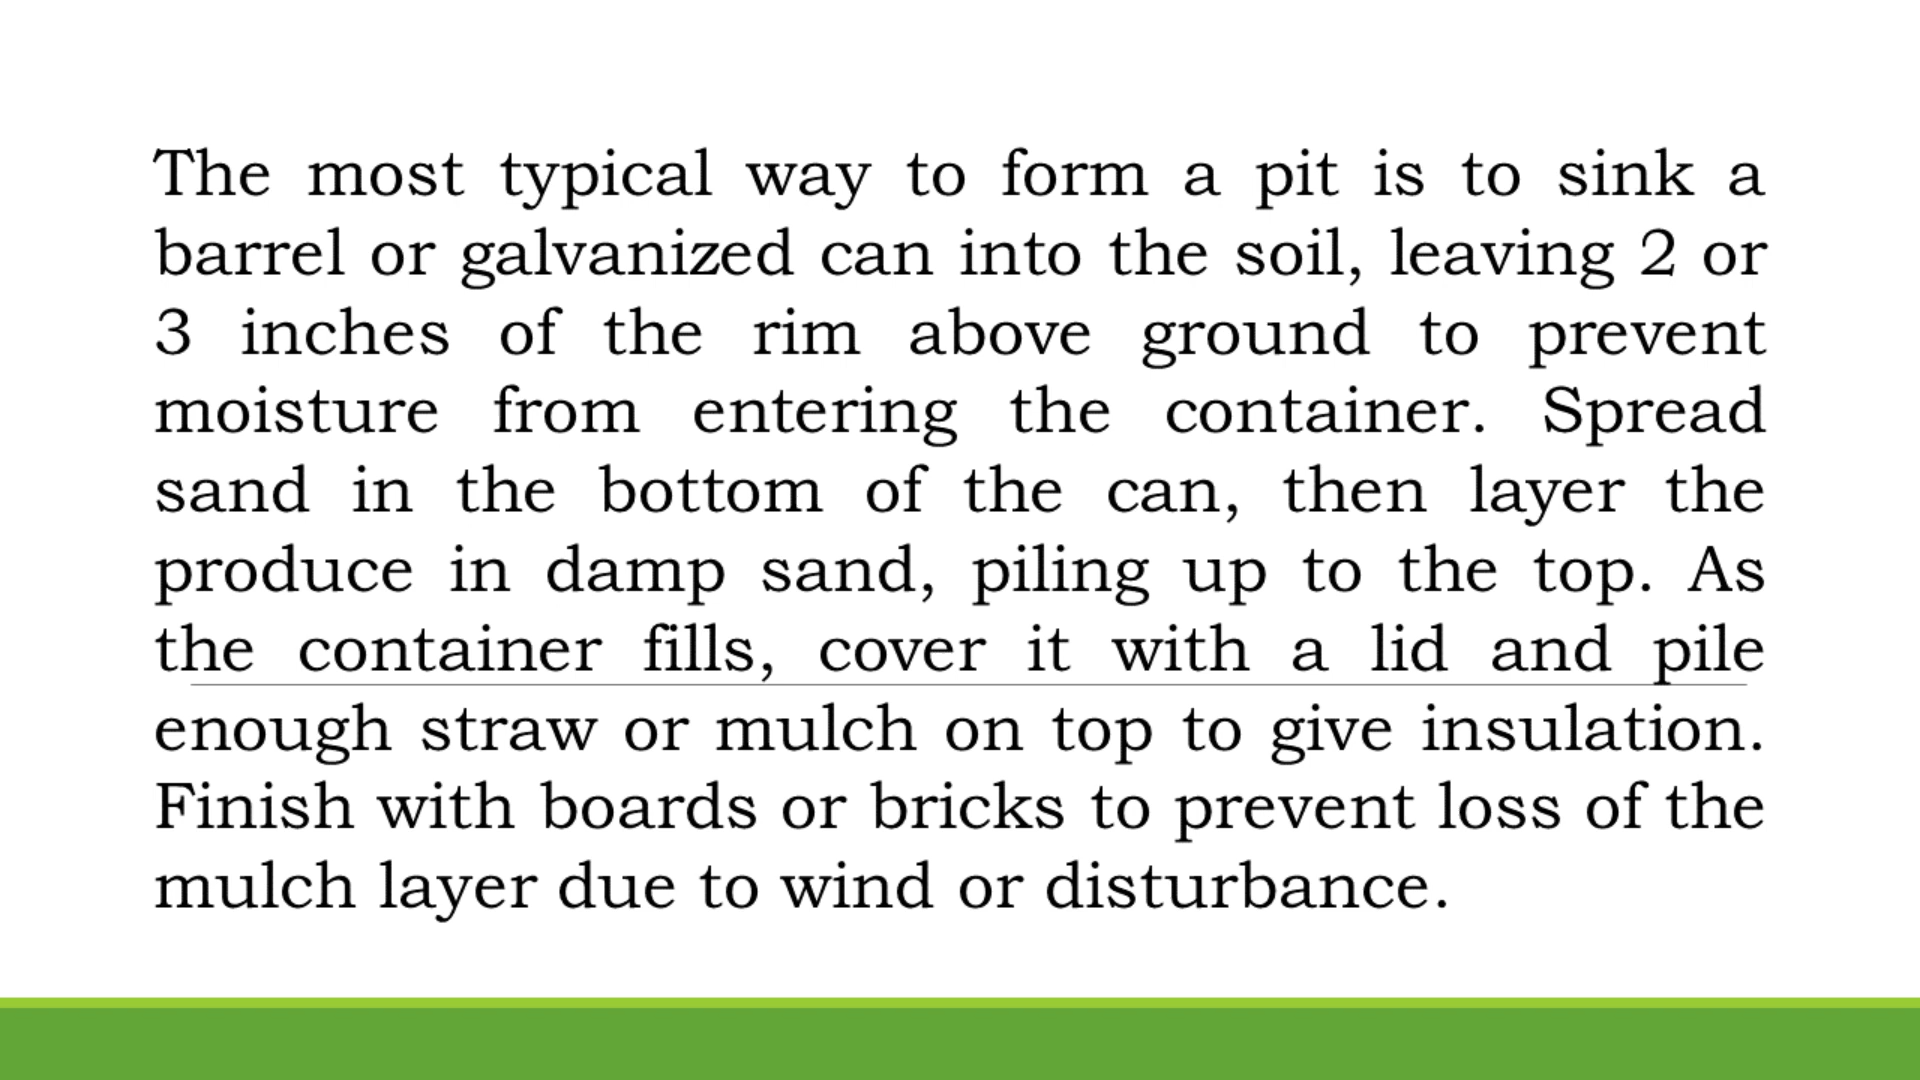 The most typical way to form a pit is to sink a
barrel or galvanized can into the soil, leaving 2 or
3 inches of the rim above ground to prevent
moisture from entering the container. Spread
sand in the bottom of the can, then layer the
produce in damp sand, piling up to the top. As
the container fills, cover it with a lid and pile
enough straw or mulch on top to give insulation.
Finish with boards or bricks to prevent loss of the
mulch layer due to wind or disturbance.